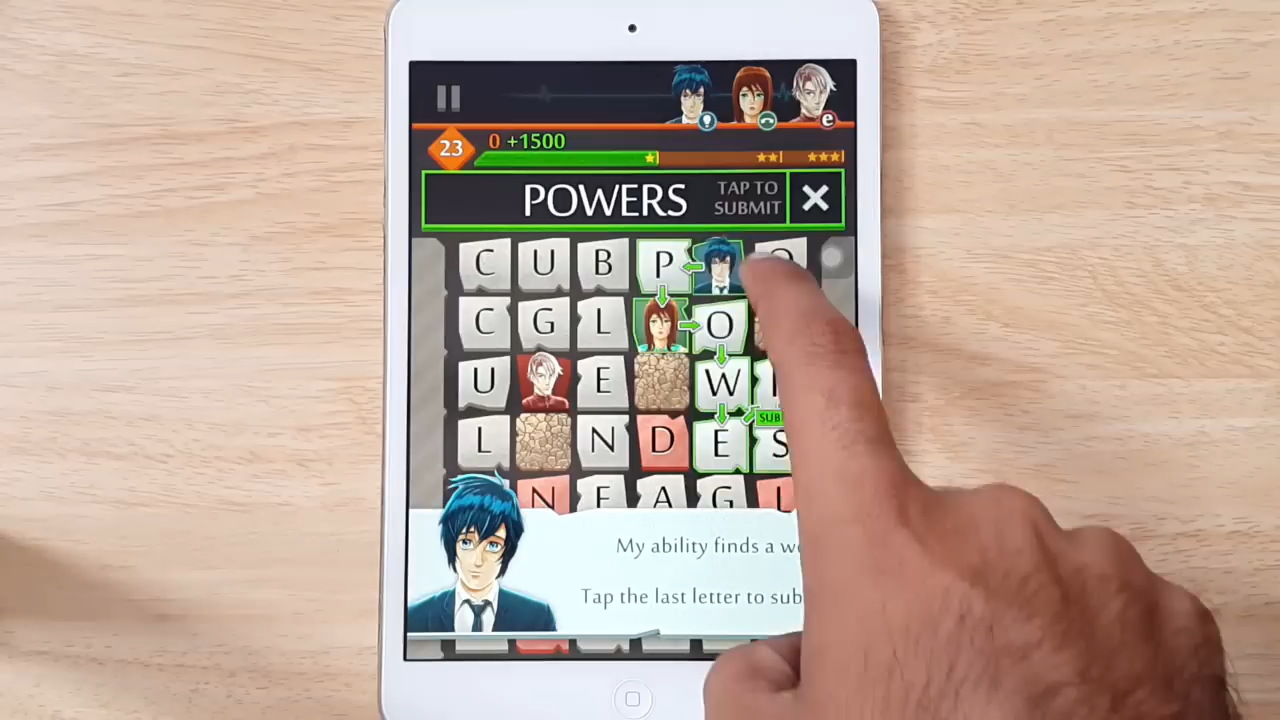 e
23 0 +1500
POWERS TAP TO SUBMIT X
C U B P
C G L O
U E W
SUB
L N D E S
N E A G
My ability finds a
Tap the last letter to